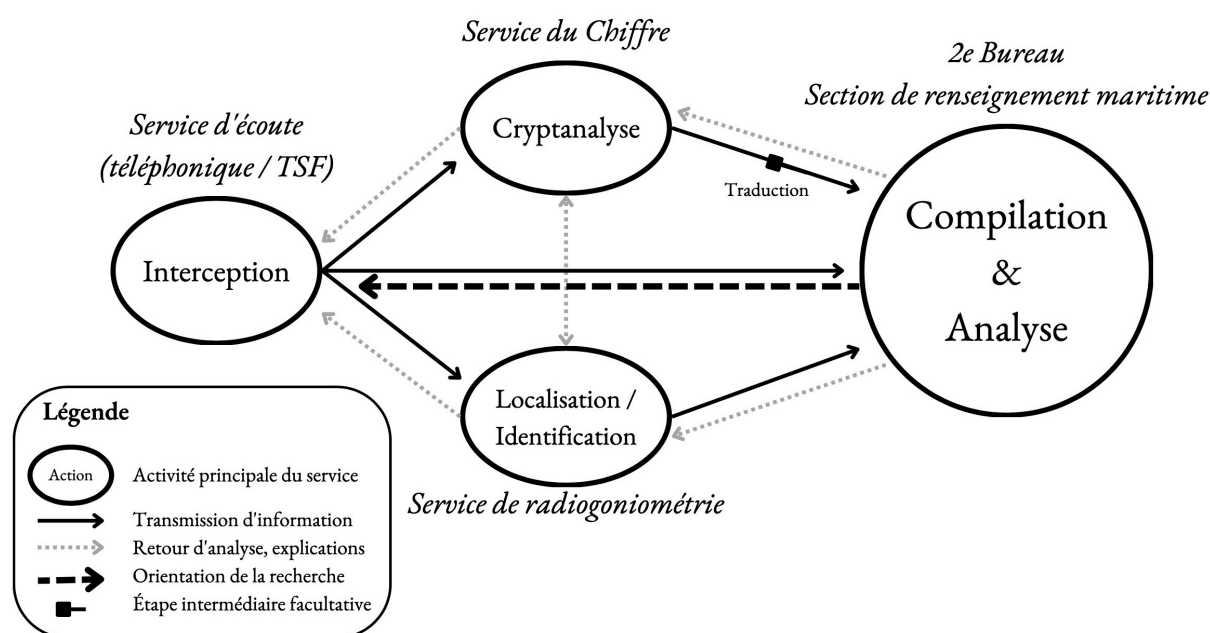 Service du Chiffre
Cryptanalyse
2e Bureau
Section de renseignement maritime
Compilation
&
Analyse
Service d'écoute
(téléphonique / TSF)
Interception
Traduction
Localisation /
Identification
Service de radiogoniométrie
Légende
Action
Activité principale du service
Transmission d'information
Retour d'analyse, explications
Orientation de la recherche
Étape intermédiaire facultative